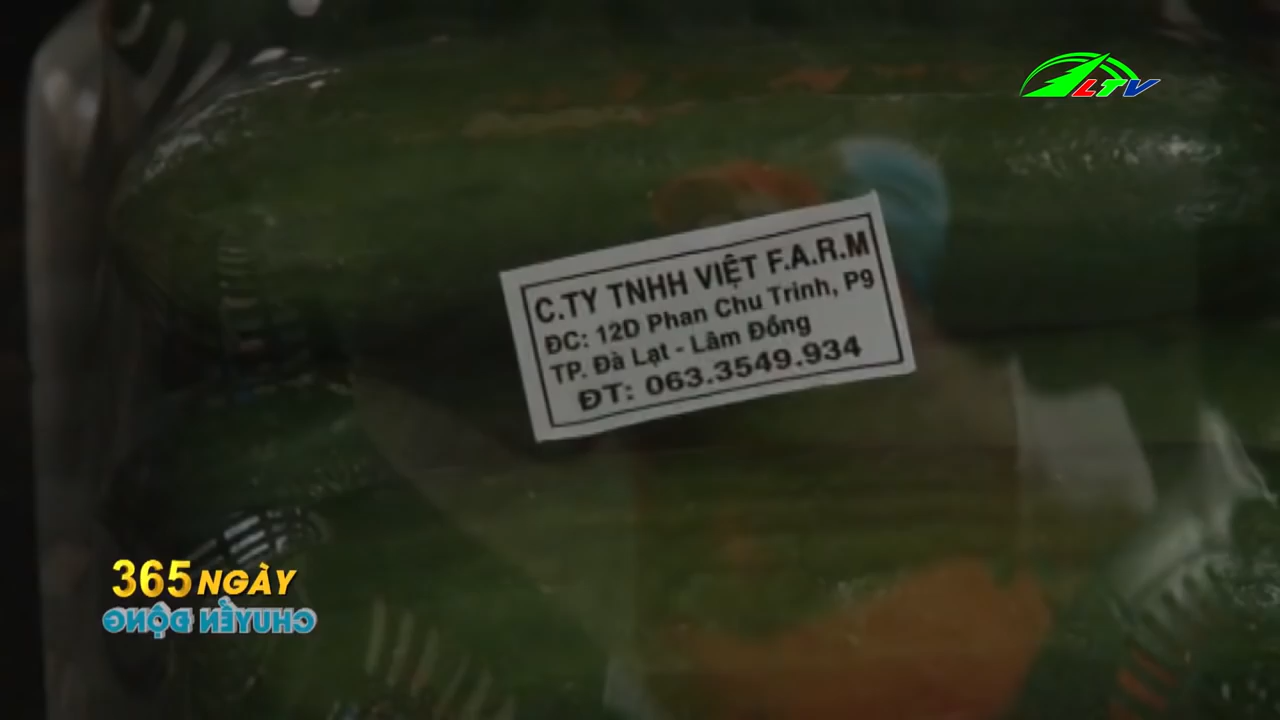 LTV
C.TY TNHH VIỆT F.A.R.M
ĐC: 12D Phan Chu Trinh, P9
TP. Đà Lạt - Lâm Đồng
ĐT: 063.3549.934
365 NGÀY
CHUYỂN ĐỘNG